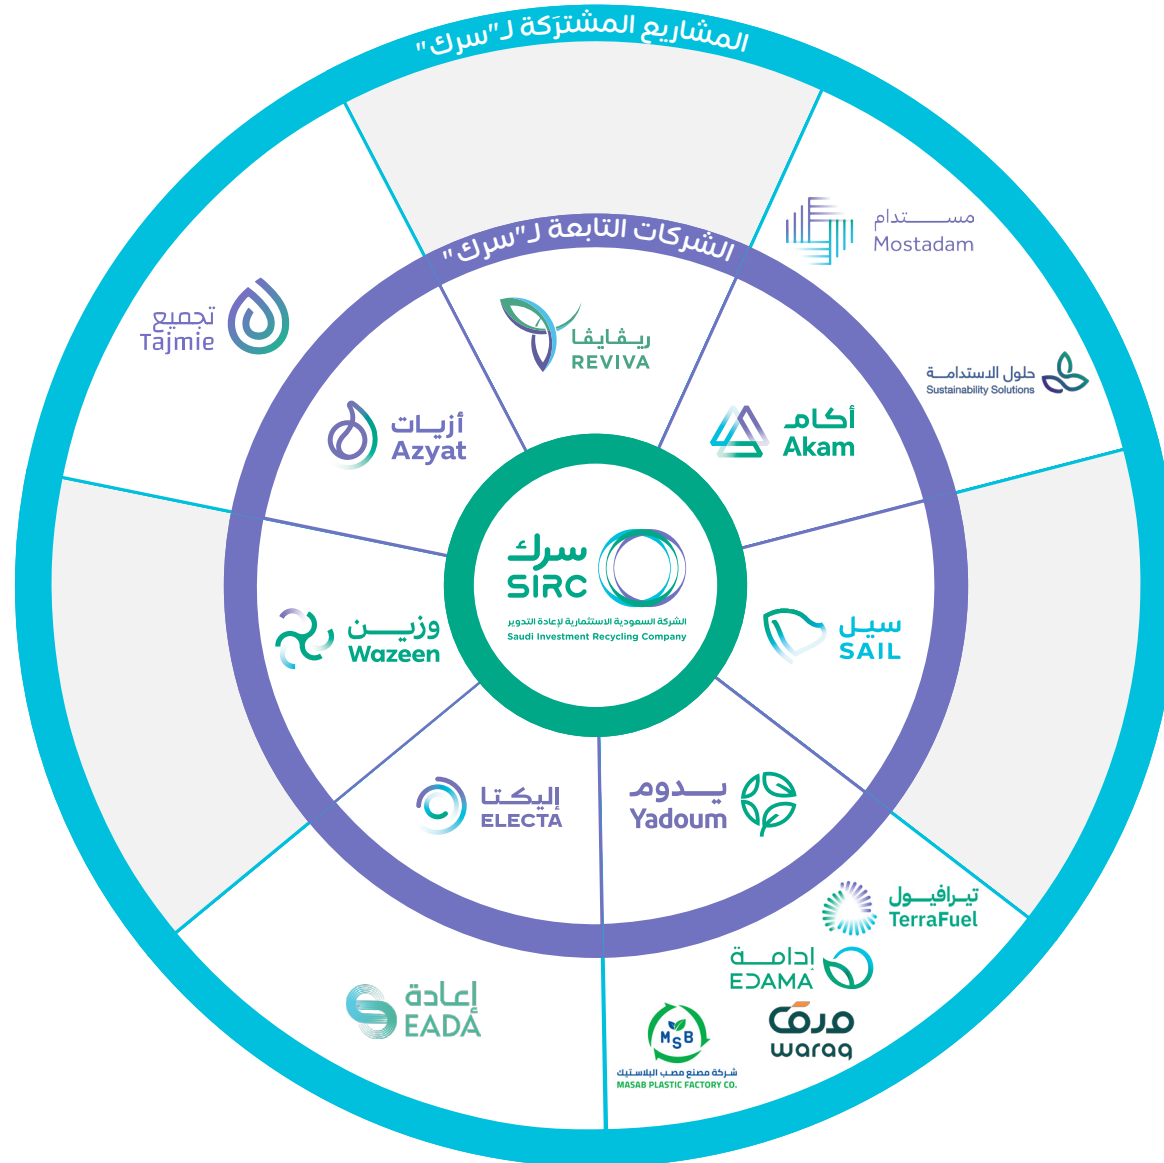 المشاريع المشتركة لـ"سرك"
الشركات التابعة لـ"سرك"
مستدام
Mostadam
حلول الاستدامة
Sustainability Solutions
تجميع
Tajmie
ريڤايڤا
REVIVA
أزيات
Azyat
أكام
Akam
سرك
SIRC
الشركة السعودية الاستثمارية لإعادة التدوير
Saudi Investment Recycling Company
وزين
Wazeen
سيل
SAIL
إليكتا
ELECTA
يدوم
Yadoum
تيرافيول
TerraFuel
إدامة
EDAMA
إعادة
EADA
ورق
waraq
MSB
شركة مصنع مصب البلاستيك
MASAB PLASTIC FACTORY CO.